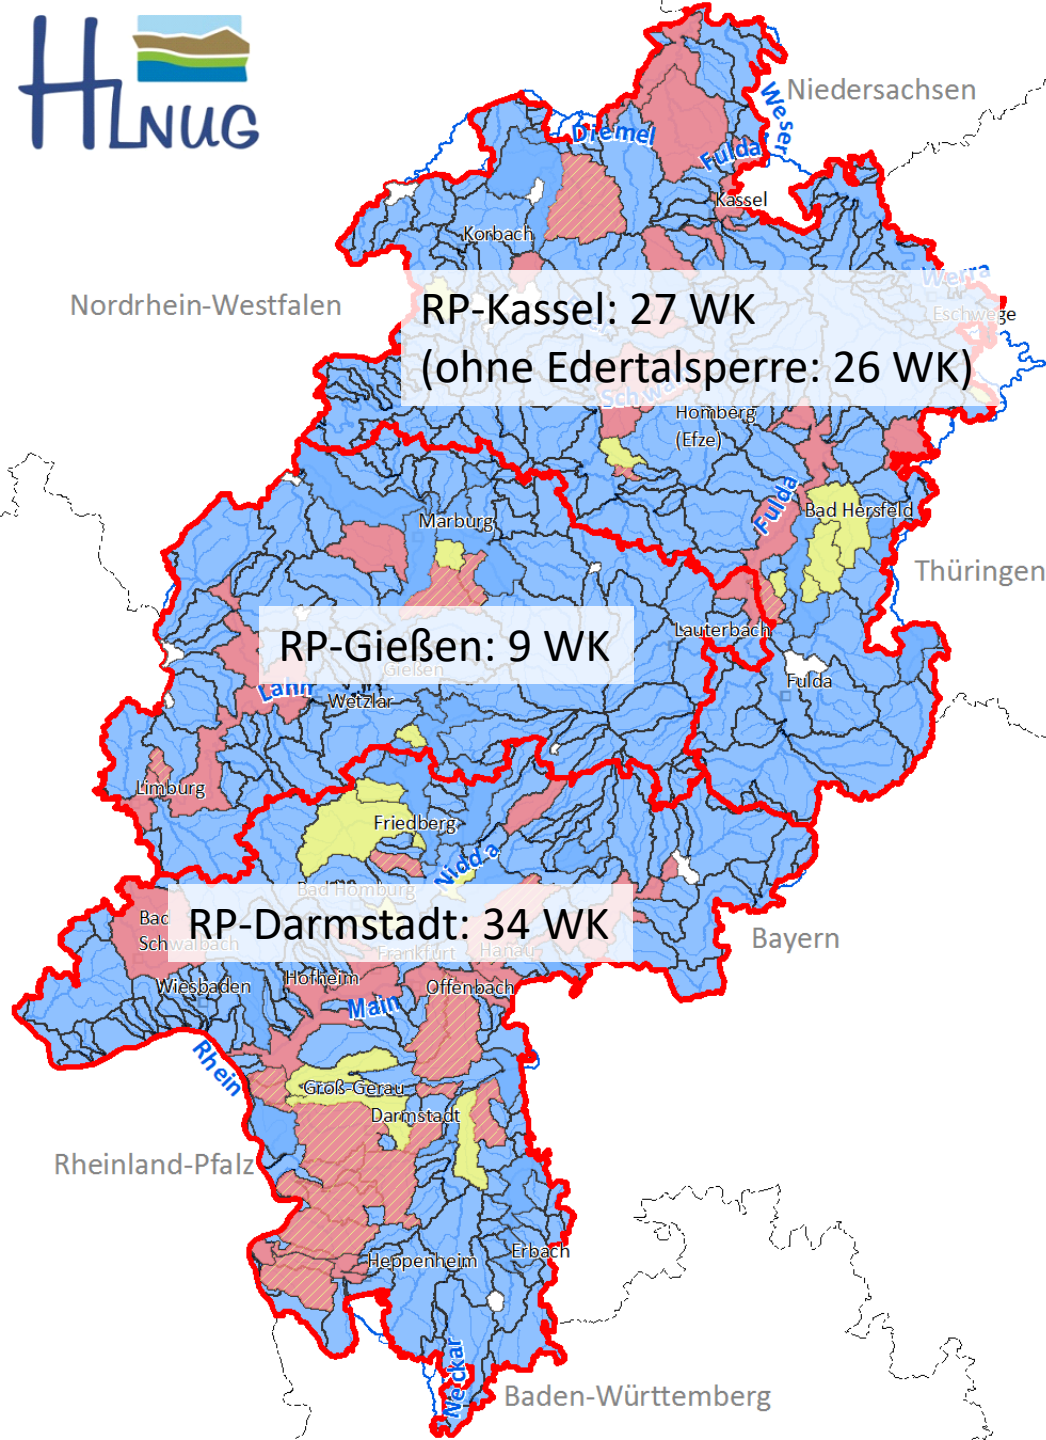 HLNUG
Niedersachsen
Weser
Diemel
Fulda
Kassel
Korbach
Werra
Eschwege
Nordrhein-Westfalen
RP-Kassel: 27 WK
(ohne Edertalsperre: 26 WK)
Homberg
(Efze)
Fulda
Bad Hersfeld
Marburg
Thüringen
Lauterbach
RP-Gießen: 9 WK
Gießen
Fulda
Lahn
Wetzlar
Limburg
Friedberg
Nidda
Bad Homburg
RP-Darmstadt: 34 WK
Bad
Schwalbach
Frankfurt
Hanau
Bayern
Wiesbaden
Hofheim
Offenbach
Main
Rhein
Groß-Gerau
Darmstadt
Rheinland-Pfalz
Heppenheim
Erbach
Neckar
Baden-Württemberg